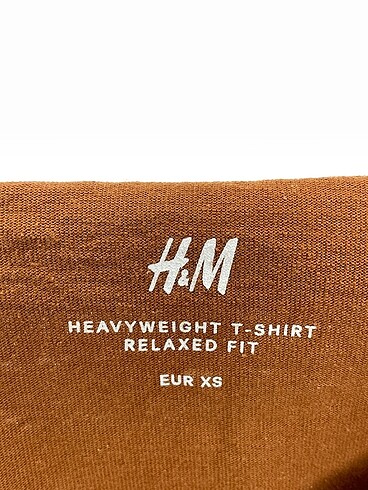 H&M
HEAVYWEIGHT T-SHIRT
RELAXED FIT
EUR XS